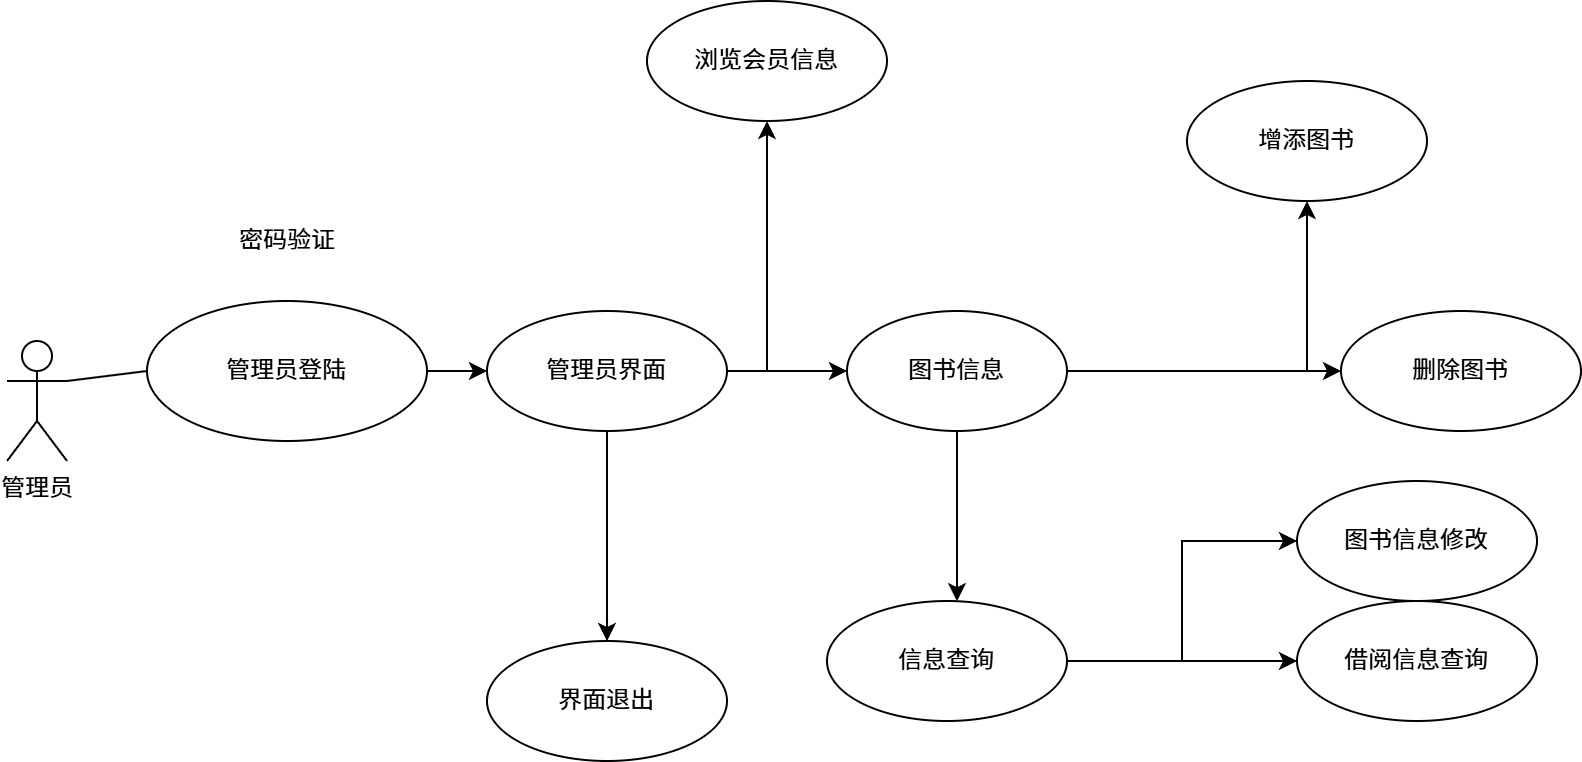 浏览会员信息
增添图书
密码验证
管理员登陆
管理员界面
图书信息
删除图书
管理员
图书信息修改
信息查询
借阅信息查询
界面退出